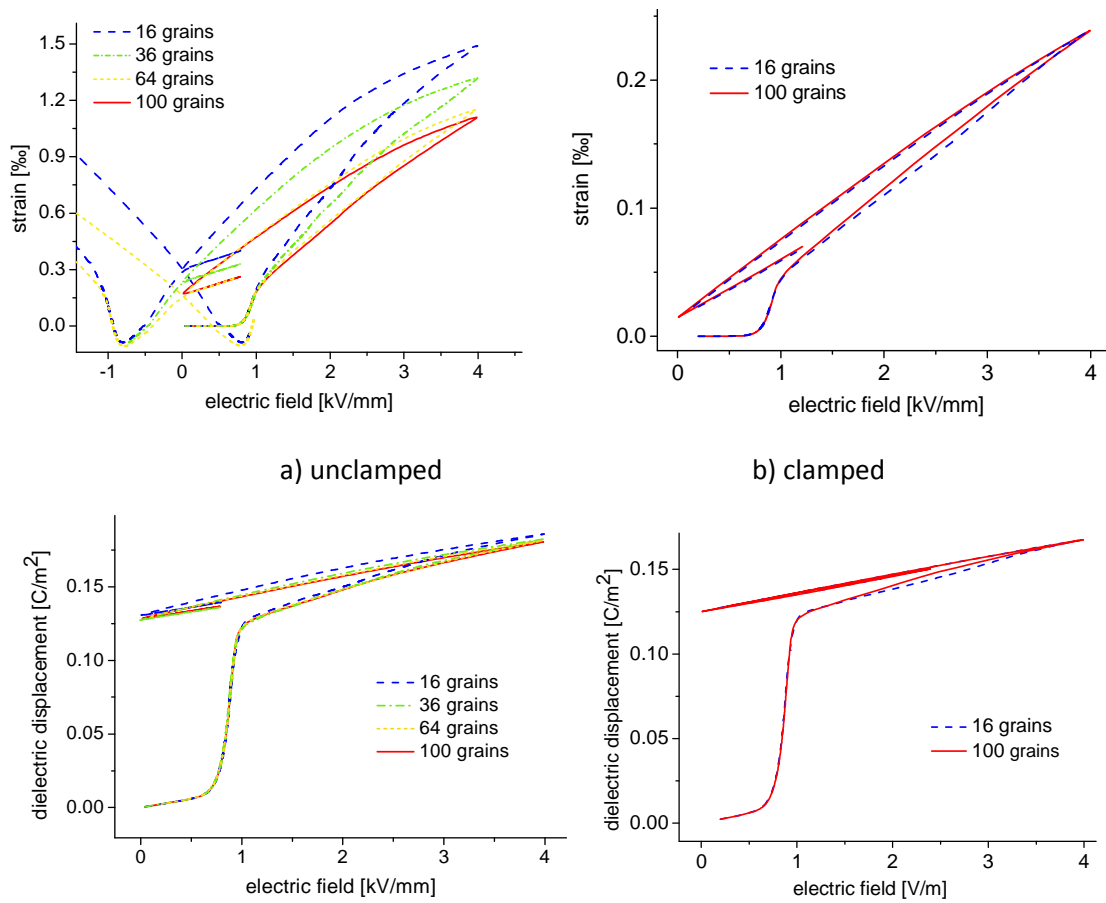 16 grains
36 grains
64 grains
100 grains
1.5
1.2
0.9
0.6
0.3
0.0
strain [‰]
-1 0 1 2 3 4
electric field [kV/mm]
16 grains
100 grains
0.2
0.1
0.0
strain [‰]
0 1 2 3 4
electric field [kV/mm]
a) unclamped
b) clamped
0.15
0.10
0.05
0.00
dielectric displacement [C/m²]
16 grains
36 grains
64 grains
100 grains
0 1 2 3 4
electric field [kV/mm]
0.15
0.10
0.05
0.00
dielectric displacement [C/m²]
16 grains
100 grains
0 1 2 3 4
electric field [V/m]